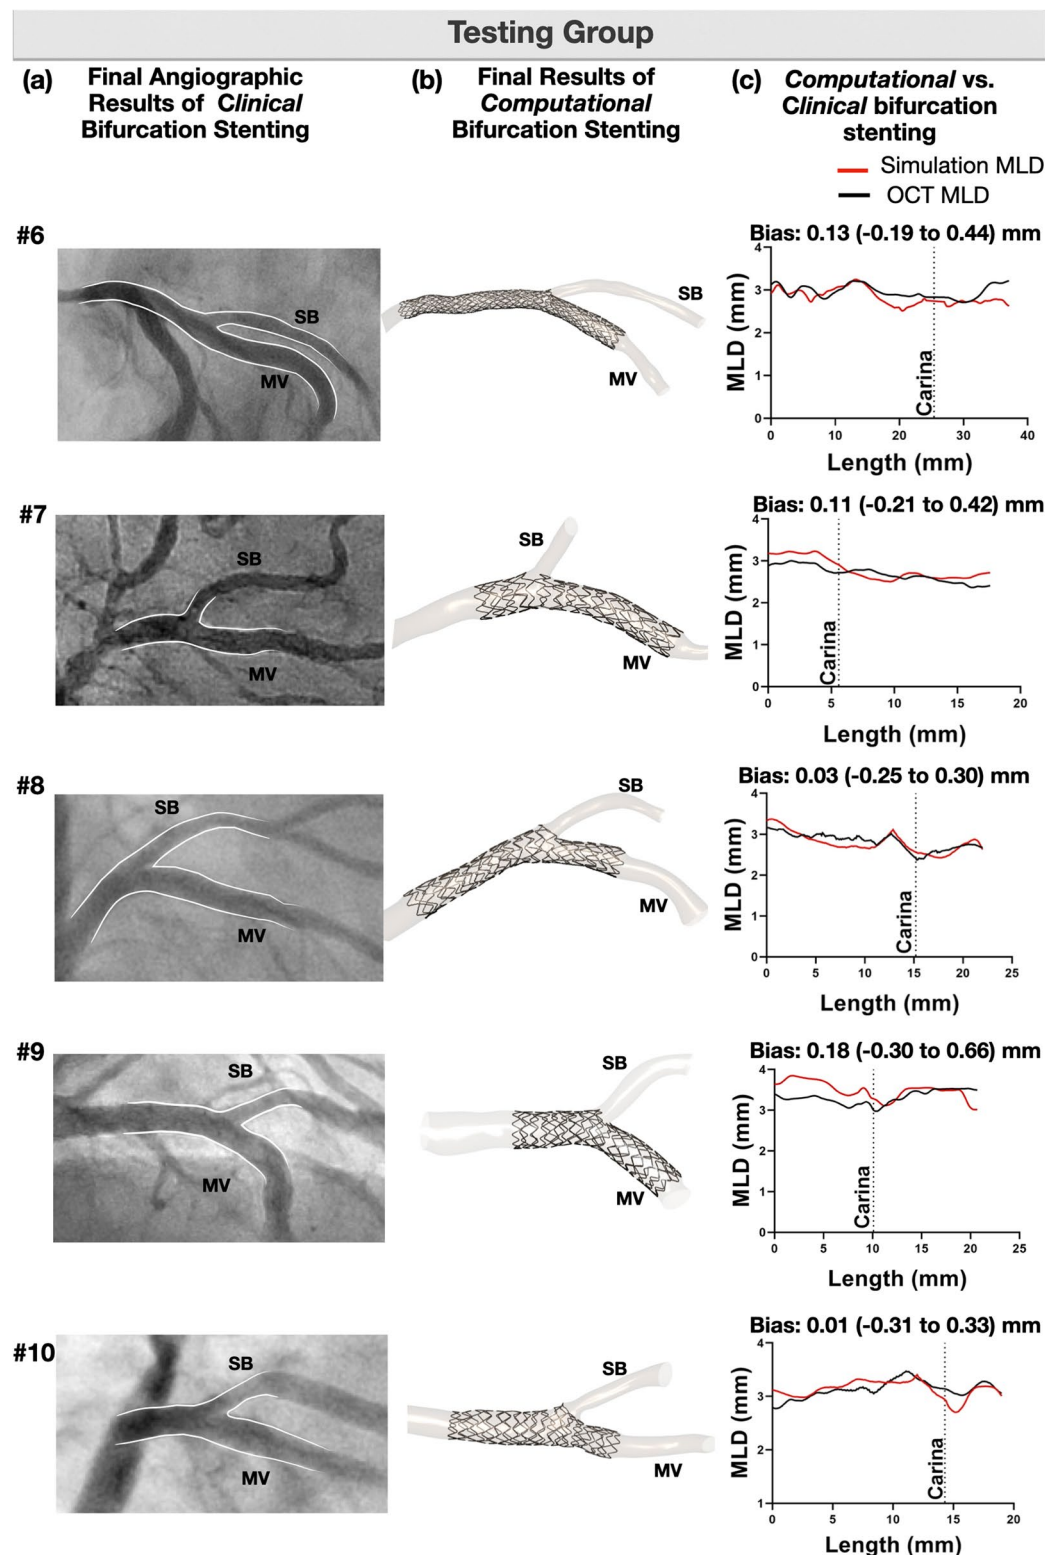 Testing Group
(a) Final Angiographic
Results of Clinical
Bifurcation Stenting
(b) Final Results of
Computational
Bifurcation Stenting
(c) Computational vs.
Clinical bifurcation
stenting
Simulation MLD
OCT MLD
#6
SB
MV
SB
MV
Bias: 0.13 (-0.19 to 0.44) mm
MLD (mm)
4
3
2
1
0
Carina
0 10 20 30 40
Length (mm)
#7
SB
MV
SB
MV
Bias: 0.11 (-0.21 to 0.42) mm
MLD (mm)
4
3
2
1
0
Carina
0 5 10 15 20
Length (mm)
#8
SB
MV
SB
MV
Bias: 0.03 (-0.25 to 0.30) mm
MLD (mm)
4
3
2
1
0
Carina
0 5 10 15 20 25
Length (mm)
#9
SB
MV
SB
MV
Bias: 0.18 (-0.30 to 0.66) mm
MLD (mm)
4
3
2
1
0
Carina
0 5 10 15 20 25
Length (mm)
#10
SB
MV
SB
MV
Bias: 0.01 (-0.31 to 0.33) mm
MLD (mm)
4
3
2
1
Carina
0 5 10 15 20
Length (mm)